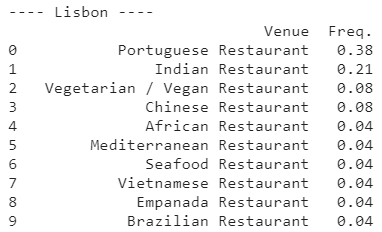 ---- Lisbon ----
Venue Freq.
0 Portuguese Restaurant 0.38
1 Indian Restaurant 0.21
2 Vegetarian / Vegan Restaurant 0.08
3 Chinese Restaurant 0.08
4 African Restaurant 0.04
5 Mediterranean Restaurant 0.04
6 Seafood Restaurant 0.04
7 Vietnamese Restaurant 0.04
8 Empanada Restaurant 0.04
9 Brazilian Restaurant 0.04